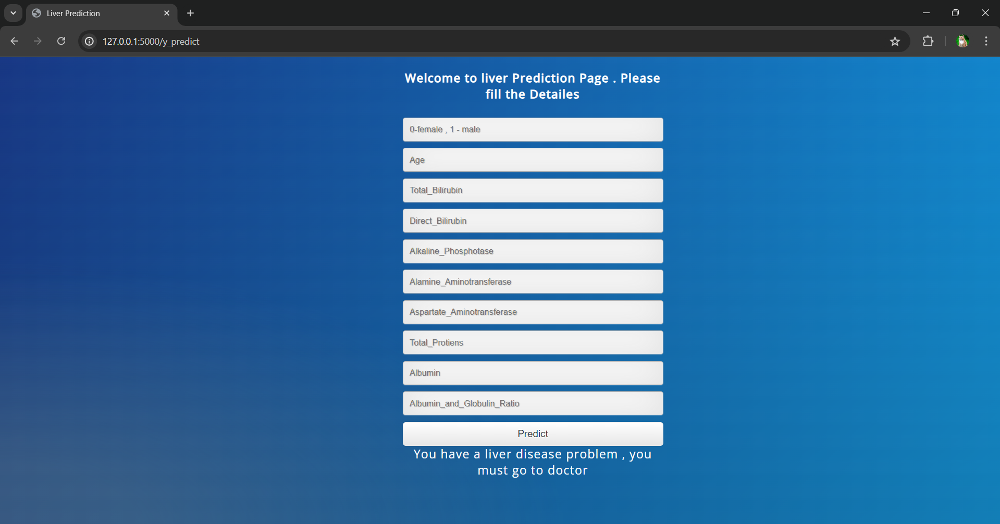 Liver Prediction
127.0.0.1:5000/y_predict
Welcome to liver Prediction Page . Please
fill the Detailes
0-female , 1 - male
Age
Total_Bilirubin
Direct_Bilirubin
Alkaline_Phosphotase
Alamine_Aminotransferase
Aspartate_Aminotransferase
Total_Protiens
Albumin
Albumin_and_Globulin_Ratio
Predict
You have a liver disease problem , you
must go to doctor